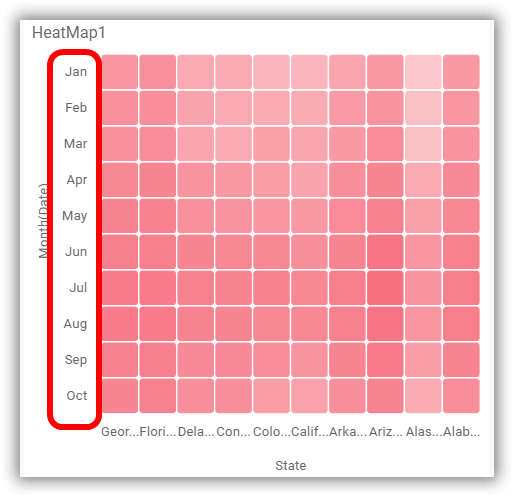 HeatMap1
Month(Date)
Jan
Feb
Mar
Apr
May
Jun
Jul
Aug
Sep
Oct
Geor... Flori... Dela... Con... Colo... Calif... Arka... Ariz... Alas... Alab...
State